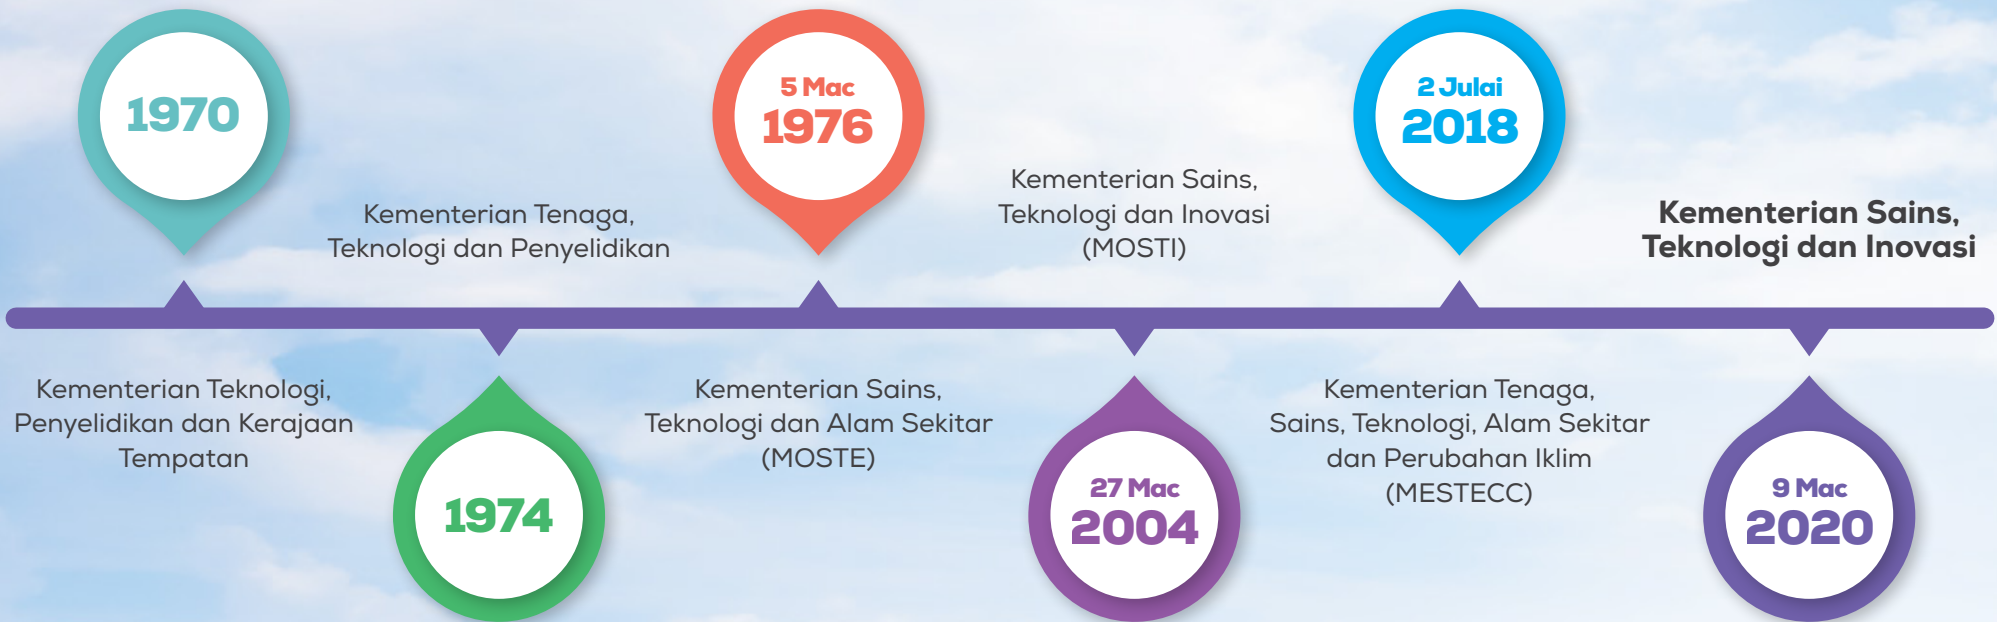 1970
Kementerian Teknologi,
Penyelidikan dan Kerajaan
Tempatan
Kementerian Tenaga,
Teknologi dan Penyelidikan
1974
5 Mac
1976
Kementerian Sains,
Teknologi dan Alam Sekitar
(MOSTE)
Kementerian Sains,
Teknologi dan Inovasi
(MOSTI)
27 Mac
2004
2 Julai
2018
Kementerian Tenaga,
Sains, Teknologi, Alam Sekitar
dan Perubahan Iklim
(MESTECC)
Kementerian Sains,
Teknologi dan Inovasi
9 Mac
2020